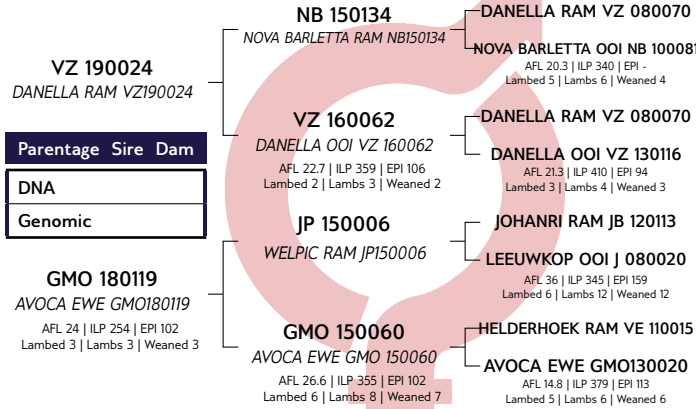 VZ 190024
DANELLA RAM VZ190024
Parentage Sire Dam
DNA
Genomic
GMO 180119
AVOCA EWE GMO180119
AFL 24 | ILP 254 | EPI 102
Lambed 3 | Lambs 3 | Weaned 3
NB 150134
NOVA BARLETTA RAM NB150134
VZ 160062
DANELLA OOI VZ 160062
AFL 22.7 | ILP 359 | EPI 106
Lambed 2 | Lambs 3 | Weaned 2
JP 150006
WELPIC RAM JP150006
GMO 150060
AVOCA EWE GMO 150060
AFL 26.6 | ILP 355 | EPI 102
Lambed 6 | Lambs 8 | Weaned 7
DANELLA RAM VZ 080070
NOVA BARLETTA OOI NB 100081
AFL 20.3 | ILP 340 | EPI -
Lambed 5 | Lambs 6 | Weaned 4
DANELLA RAM VZ 080070
DANELLA OOI VZ 130116
AFL 21.3 | ILP 410 | EPI 94
Lambed 3 | Lambs 4 | Weaned 3
JOHANRI RAM JB 120113
LEEUWKOP OOI J 080020
AFL 36 | ILP 345 | EPI 159
Lambed 6 | Lambs 12 | Weaned 12
HELDERHOEK RAM VE 110015
AVOCA EWE GMO130020
AFL 14.8 | ILP 379 | EPI 113
Lambed 5 | Lambs 6 | Weaned 6